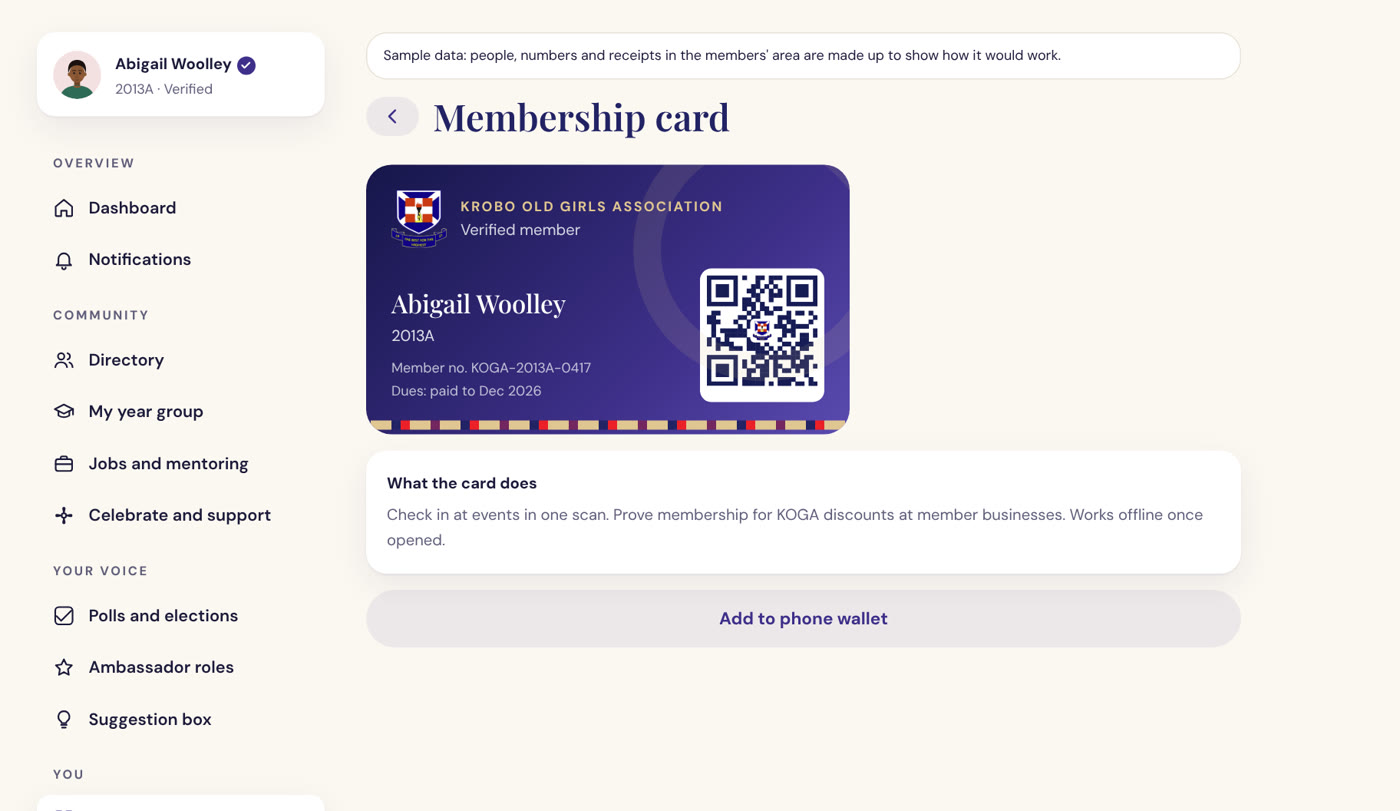 Abigail Woolley
2013A · Verified
OVERVIEW
Dashboard
Notifications
COMMUNITY
Directory
My year group
Jobs and mentoring
Celebrate and support
YOUR VOICE
Polls and elections
Ambassador roles
Suggestion box
YOU
Sample data: people, numbers and receipts in the members' area are made up to show how it would work.
Membership card
KROBO OLD GIRLS ASSOCIATION
Verified member
Abigail Woolley
2013A
Member no. KOGA-2013A-0417
Dues: paid to Dec 2026
What the card does
Check in at events in one scan. Prove membership for KOGA discounts at member businesses. Works offline once
opened.
Add to phone wallet